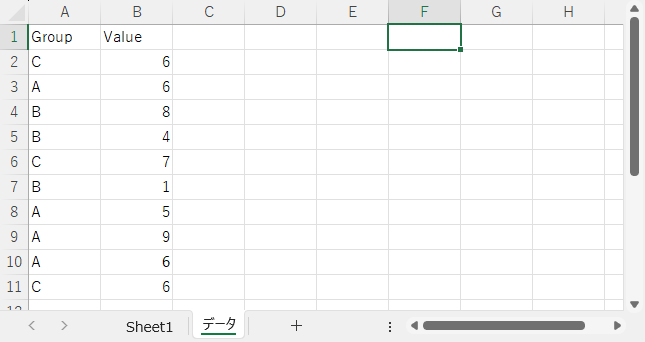 A B C D E F G H
1 Group Value
2 C 6
3 A 6
4 B 8
5 B 4
6 C 7
7 B 1
8 A 5
9 A 9
10 A 6
11 C 6
Sheet1 データ